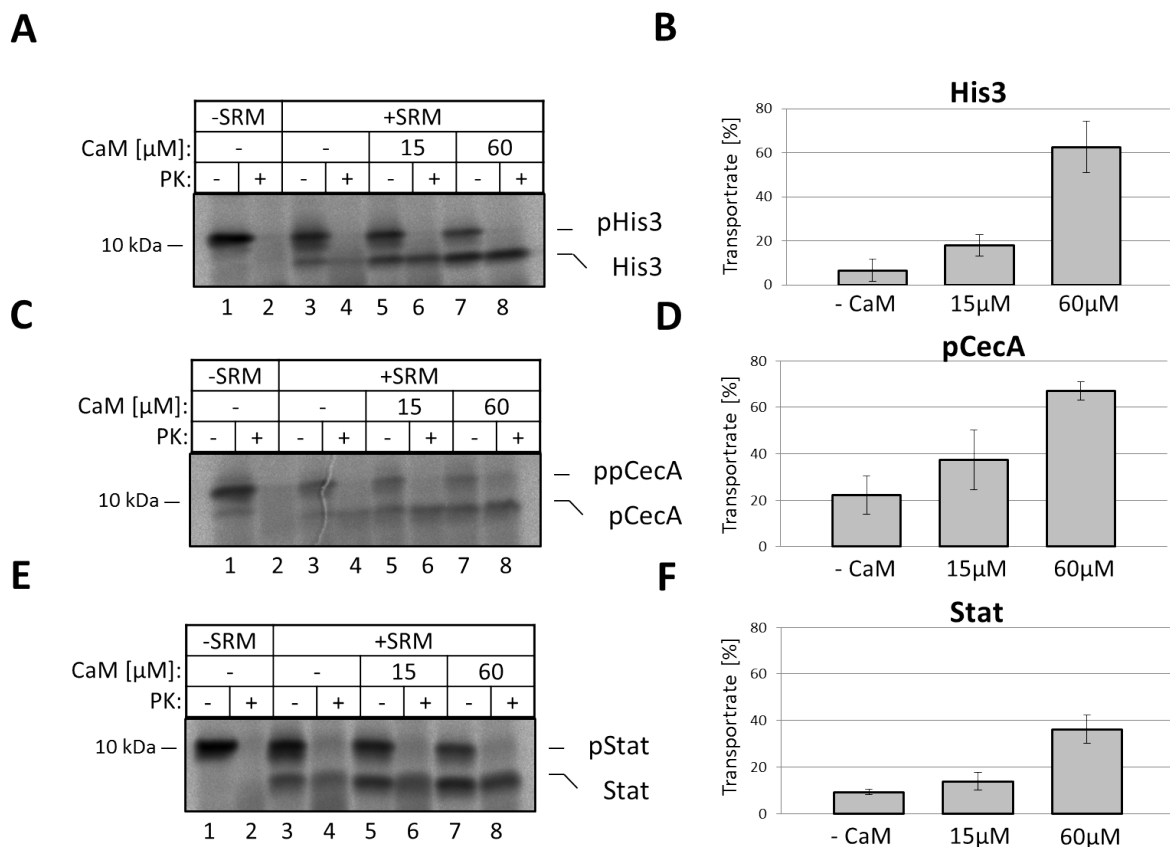 A
-SRM +SRM
CaM [µM]: - - 15 60
PK: - + - + - + - +
10 kDa
pHis3
His3
1 2 3 4 5 6 7 8
B
His3
Transportrate [%]
80
60
40
20
0
- CaM 15µM 60µM
C
-SRM +SRM
CaM [µM]: - - 15 60
PK: - + - + - + - +
10 kDa
ppCecA
pCecA
1 2 3 4 5 6 7 8
D
pCecA
Transportrate [%]
80
60
40
20
0
- CaM 15µM 60µM
E
-SRM +SRM
CaM [µM]: - - 15 60
PK: - + - + - + - +
10 kDa
pStat
Stat
1 2 3 4 5 6 7 8
F
Stat
Transportrate [%]
80
60
40
20
0
- CaM 15µM 60µM